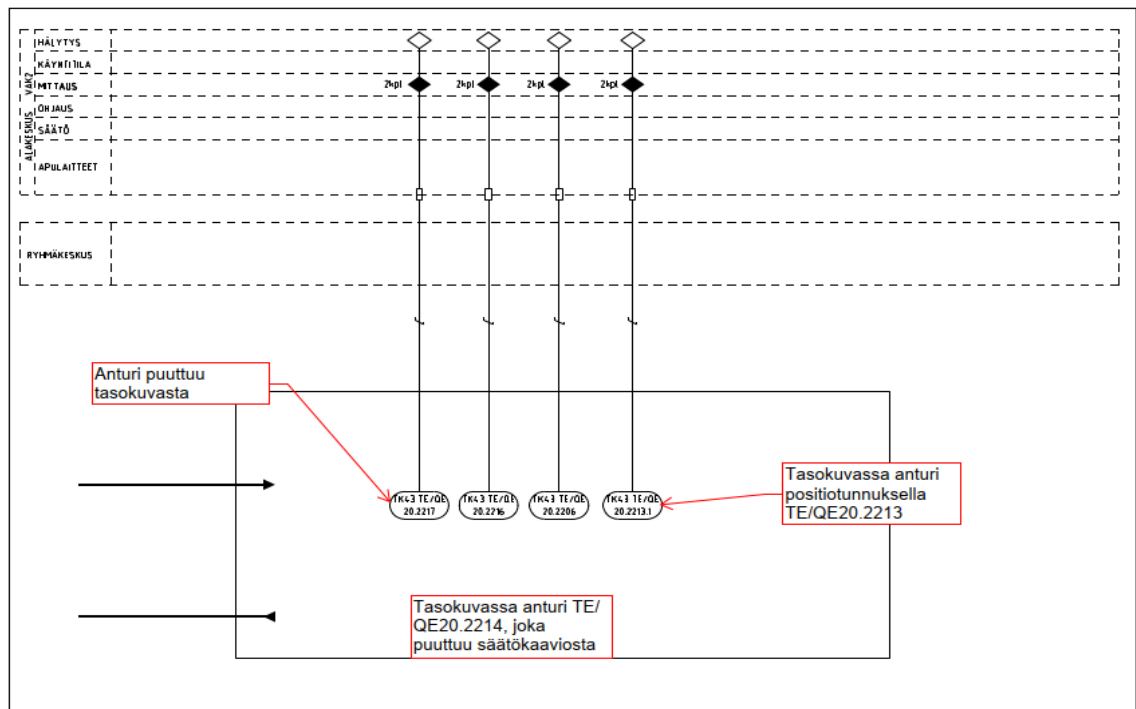 HÄLYTYS
KÄYNTITILA
2kpl 2kpl 2kpl 2kpl
MITTAUS
OHJAUS
SÄÄTÖ
APULAITTEET
ALAKESKUS VAK2
RYHMÄKESKUS
Anturi puuttuu
tasokuvasta
Tasokuvassa anturi
positiotunnuksella
TE/QE20.2213
TK43 TE/QE
20.2217
TK43 TE/QE
20.2216
TK43 TE/QE
20.2206
TK43 TE/QE
20.2213.1
Tasokuvassa anturi TE/
QE20.2214, joka
puuttuu säätökaaviosta